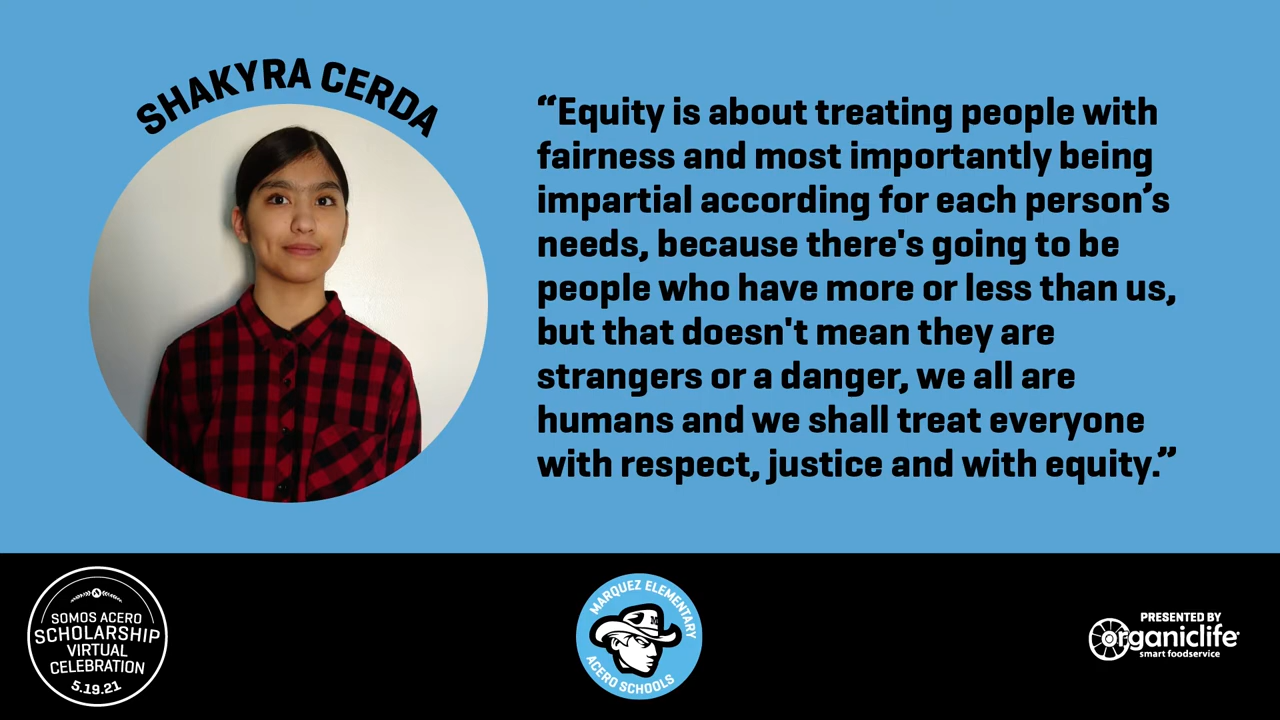 SHAKYRA CERDA
“Equity is about treating people with
fairness and most importantly being
impartial according for each person’s
needs, because there's going to be
people who have more or less than us,
but that doesn't mean they are
strangers or a danger, we all are
humans and we shall treat everyone
with respect, justice and with equity.”
SOMOS ACERO
SCHOLARSHIP
VIRTUAL
CELEBRATION
5.19.21
MARQUEZ ELEMENTARY
M
ACERO SCHOOLS
PRESENTED BY
organiclife
smart foodservice